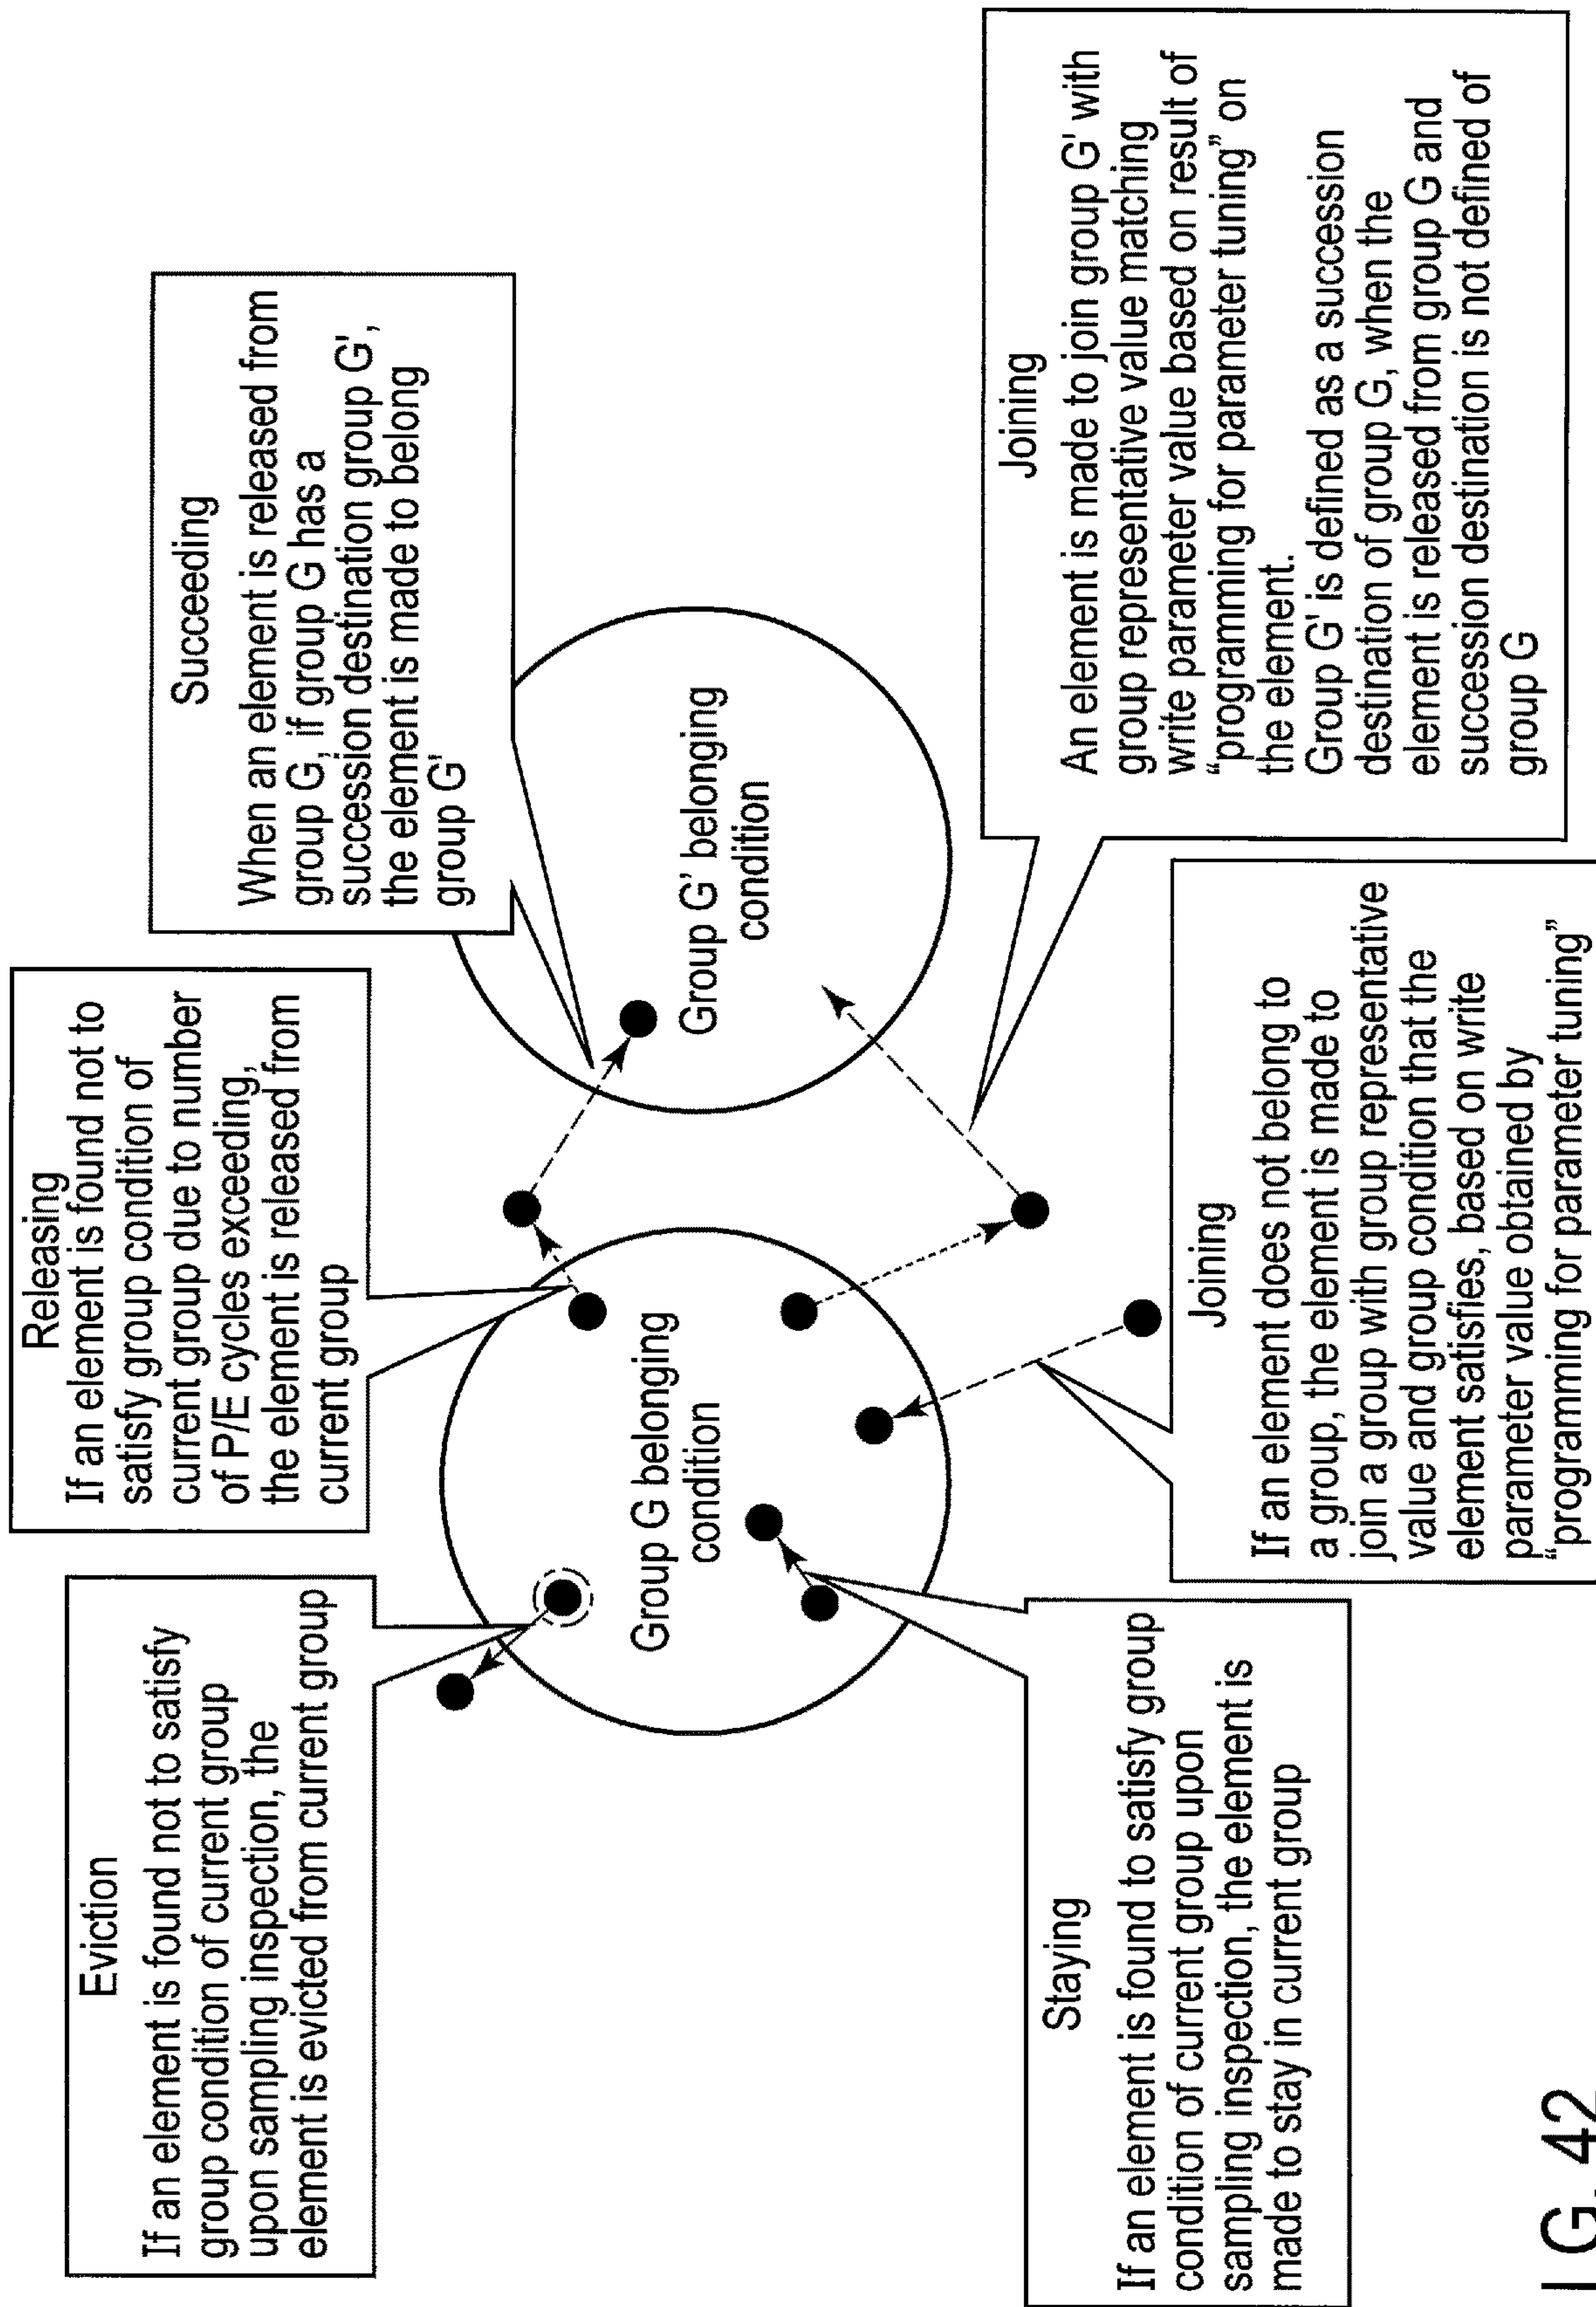 Eviction
If an element is found not to satisfy
group condition of current group
upon sampling inspection, the
element is evicted from current group
Releasing
If an element is found not to
satisfy group condition of
current group due to number
of P/E cycles exceeding,
the element is released from
current group
Succeeding
When an element is released from
group G, if group G has a
succession destination group G',
the element is made to belong
group G'
Group G belonging
condition
Group G' belonging
condition
Staying
If an element is found to satisfy group
condition of current group upon
sampling inspection, the element is
made to stay in current group
Joining
If an element does not belong to
a group, the element is made to
join a group with group representative
value and group condition that the
element satisfies, based on write
parameter value obtained by
"programming for parameter tuning"
Joining
An element is made to join group G' with
group representative value matching
write parameter value based on result of
"programming for parameter tuning" on
the element.
Group G' is defined as a succession
destination of group G, when the
element is released from group G and
succession destination is not defined of
group G
I G. 42